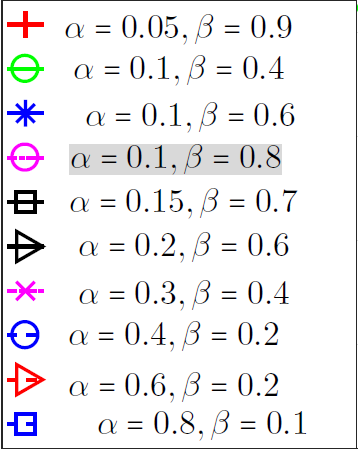 α = 0.05, β = 0.9
α = 0.1, β = 0.4
α = 0.1, β = 0.6
α = 0.1, β = 0.8
α = 0.15, β = 0.7
α = 0.2, β = 0.6
α = 0.3, β = 0.4
α = 0.4, β = 0.2
α = 0.6, β = 0.2
α = 0.8, β = 0.1